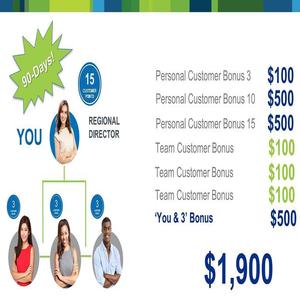 90-Days!
15
CUSTOMER
POINTS
YOU
REGIONAL
DIRECTOR
3
3
3
Personal Customer Bonus 3 $100
Personal Customer Bonus 10 $500
Personal Customer Bonus 15 $500
Team Customer Bonus $100
Team Customer Bonus $100
Team Customer Bonus $100
‘You & 3’ Bonus $500
$1,900